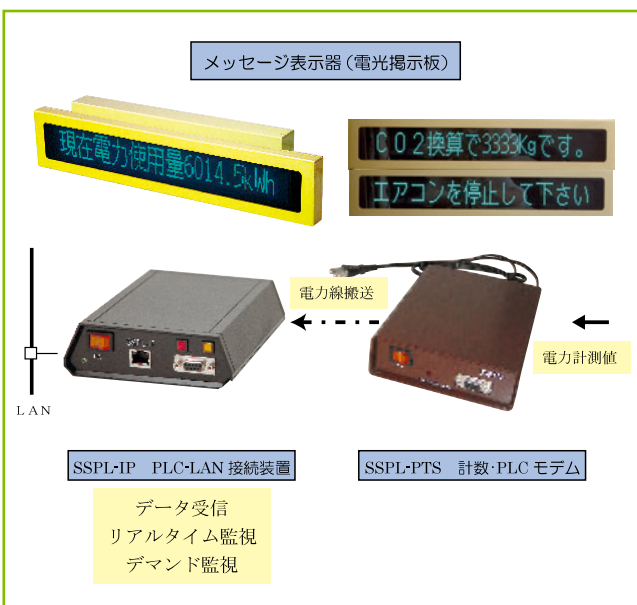 メッセージ表示器(電光掲示板)
現在電力使用量6014.5kWh
CO2換算で3333Kgです。
エアコンを停止して下さい
電力線搬送
電力計測値
LAN
SSPL-IP PLC-LAN 接続装置
SSPL-PTS 計数・PLC モデム
データ受信
リアルタイム監視
デマンド監視